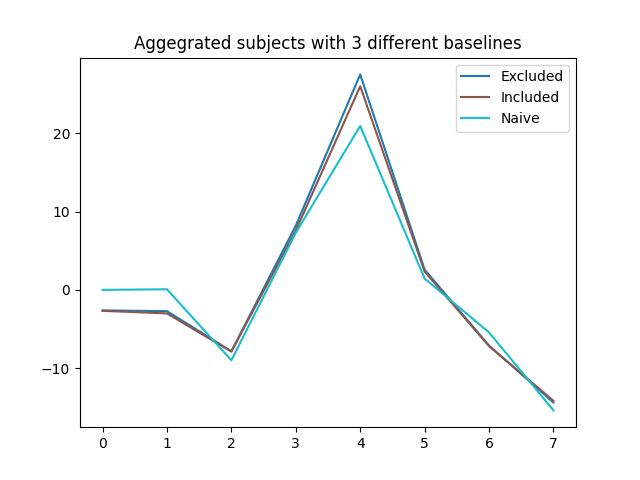 Aggegrated subjects with 3 different baselines
Excluded
Included
Naive
20
10
0
−10
0 1 2 3 4 5 6 7